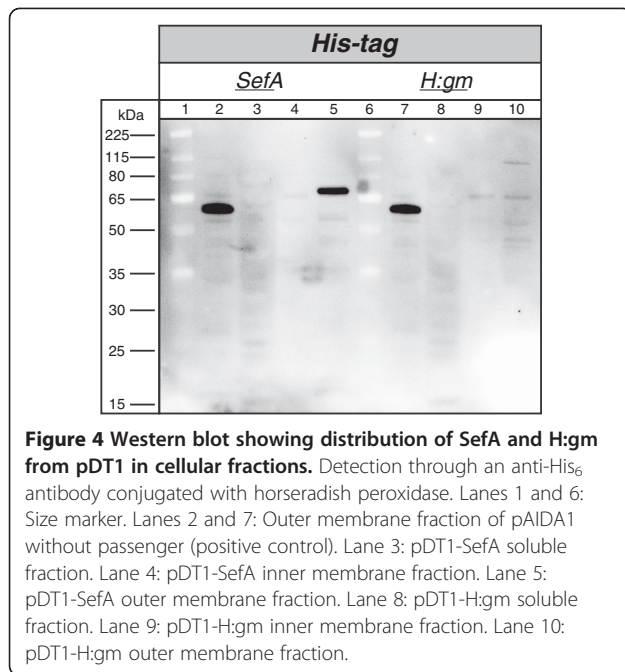 His-tag
SefA H:gm
kDa 1 2 3 4 5 6 7 8 9 10
225
115
80
65
50
35
30
25
15
Figure 4 Western blot showing distribution of SefA and H:gm
from pDT1 in cellular fractions. Detection through an anti-His₆
antibody conjugated with horseradish peroxidase. Lanes 1 and 6:
Size marker. Lanes 2 and 7: Outer membrane fraction of pAIDA1
without passenger (positive control). Lane 3: pDT1-SefA soluble
fraction. Lane 4: pDT1-SefA inner membrane fraction. Lane 5:
pDT1-SefA outer membrane fraction. Lane 8: pDT1-H:gm soluble
fraction. Lane 9: pDT1-H:gm inner membrane fraction. Lane 10:
pDT1-H:gm outer membrane fraction.